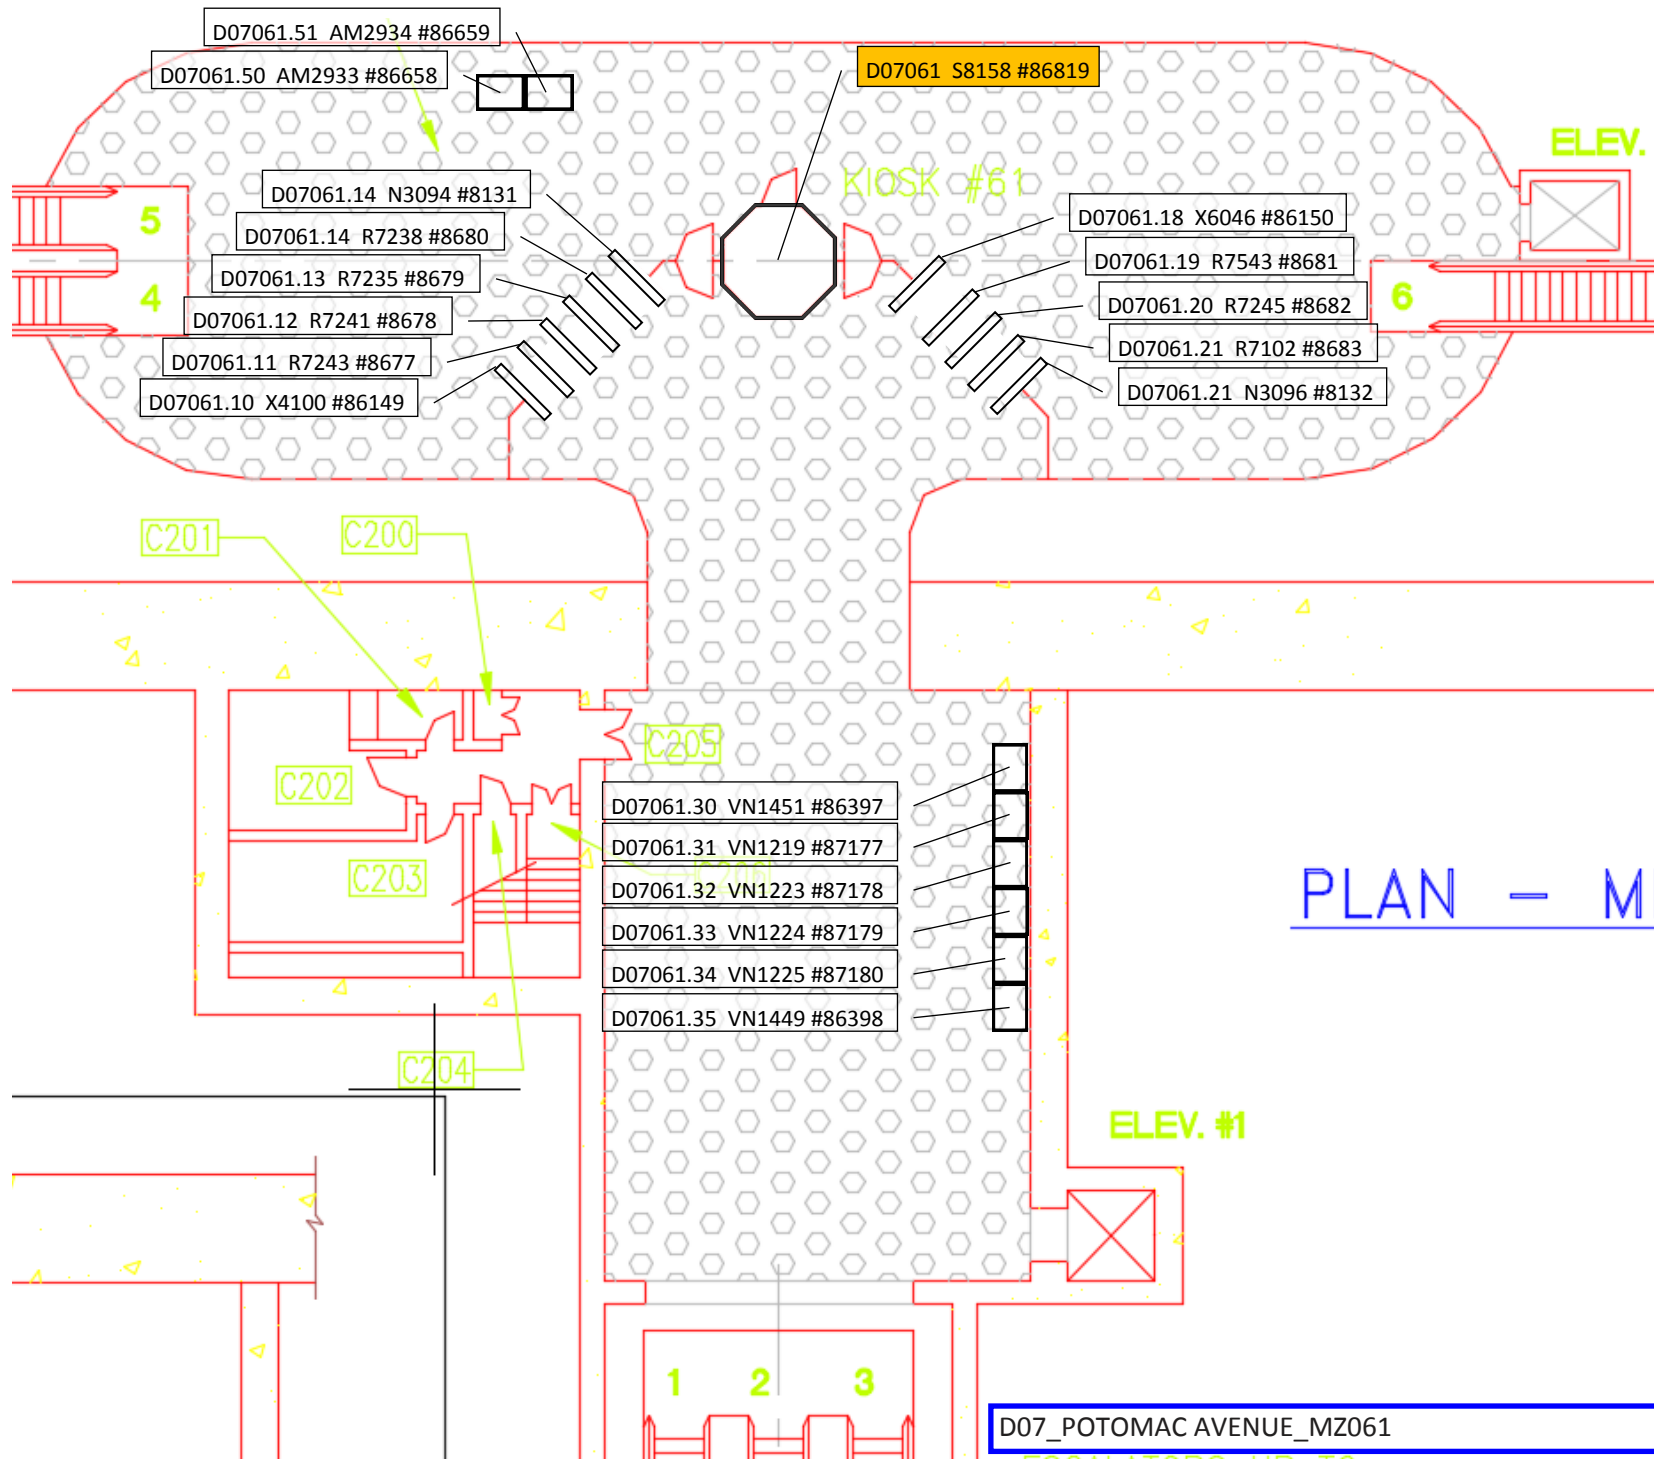 D07061.51 AM2934 #86659
D07061.50 AM2933 #86658
D07061 S8158 #86819
ELEV.
KIOSK #61
D07061.14 N3094 #8131
D07061.14 R7238 #8680
D07061.13 R7235 #8679
D07061.12 R7241 #8678
D07061.11 R7243 #8677
D07061.10 X4100 #86149
D07061.18 X6046 #86150
D07061.19 R7543 #8681
D07061.20 R7245 #8682
D07061.21 R7102 #8683
D07061.21 N3096 #8132
5
4
6
C201
C200
C205
C202
C203
C206
C204
D07061.30 VN1451 #86397
D07061.31 VN1219 #87177
D07061.32 VN1223 #87178
D07061.33 VN1224 #87179
D07061.34 VN1225 #87180
D07061.35 VN1449 #86398
PLAN - M
ELEV. #1
1 2 3
D07_POTOMAC AVENUE_MZ061